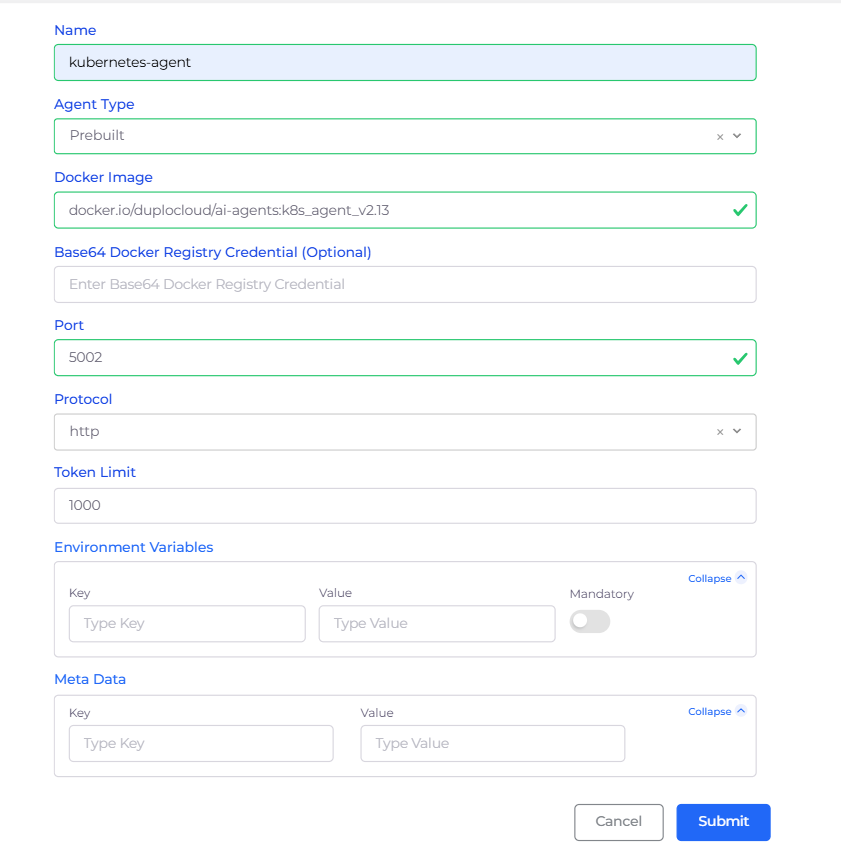 Name
kubernetes-agent
Agent Type
Prebuilt
Docker Image
docker.io/duplocloud/ai-agents:k8s_agent_v2.13
Base64 Docker Registry Credential (Optional)
Enter Base64 Docker Registry Credential
Port
5002
Protocol
http
Token Limit
1000
Environment Variables
Collapse
Key Value Mandatory
Type Key Type Value
Meta Data
Key Value Collapse
Type Key Type Value
Cancel Submit